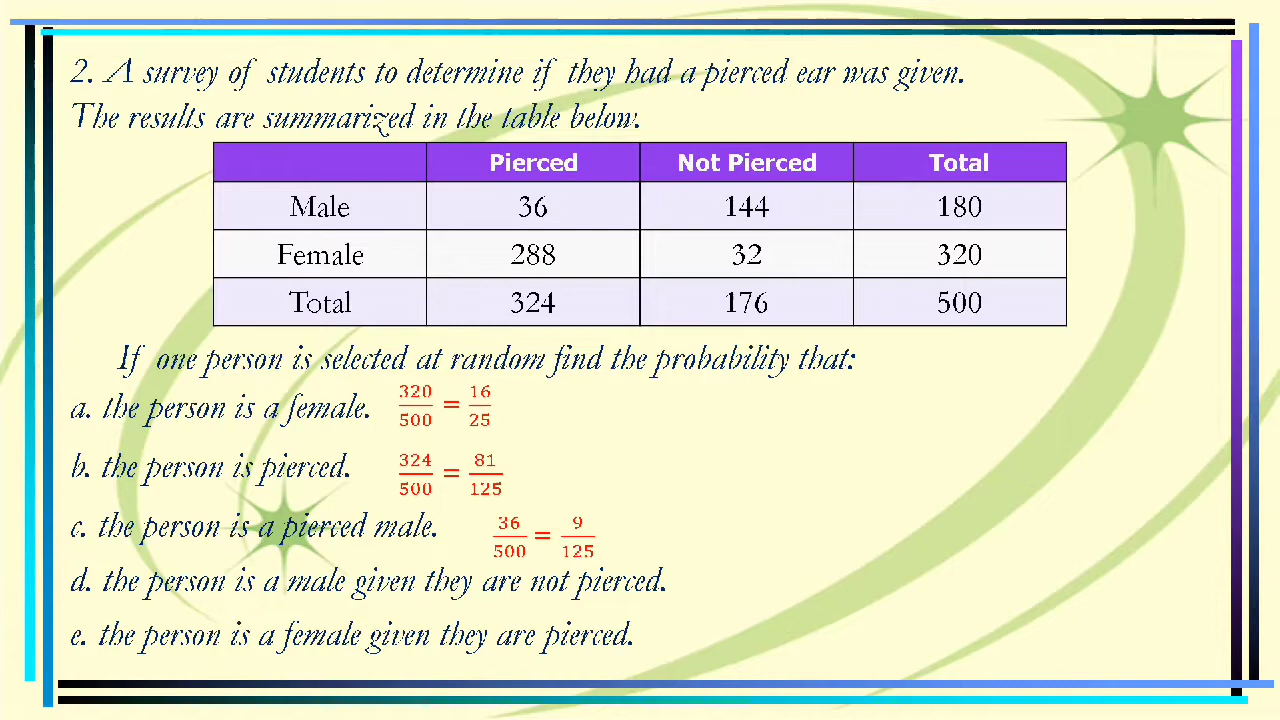 2. A survey of students to determine if they had a pierced ear was given.
The results are summarized in the table below.
Pierced Not Pierced Total
Male 36 144 180
Female 288 32 320
Total 324 176 500
If one person is selected at random find the probability that:
a. the person is a female. 320/500 = 16/25
b. the person is pierced. 324/500 = 81/125
c. the person is a pierced male. 36/500 = 9/125
d. the person is a male given they are not pierced.
e. the person is a female given they are pierced.